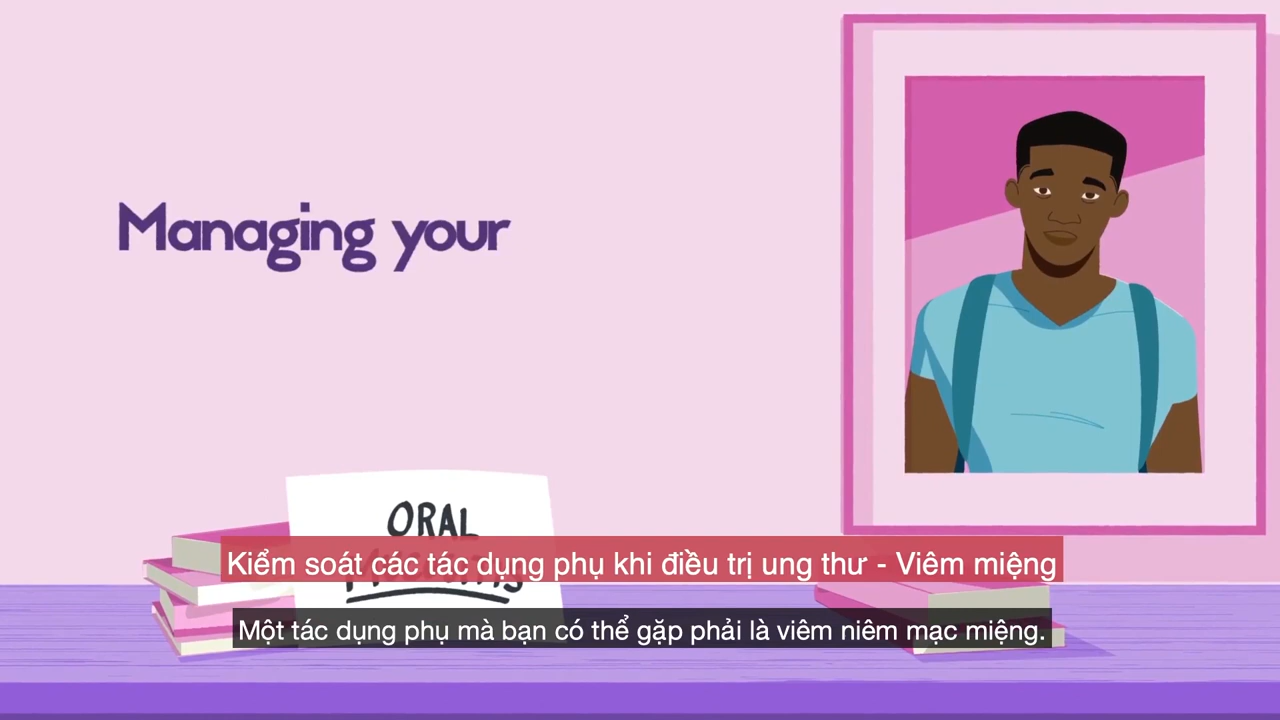 Managing your
ORAL
Kiểm soát các tác dụng phụ khi điều trị ung thư - Viêm miệng
Một tác dụng phụ mà bạn có thể gặp phải là viêm niêm mạc miệng.